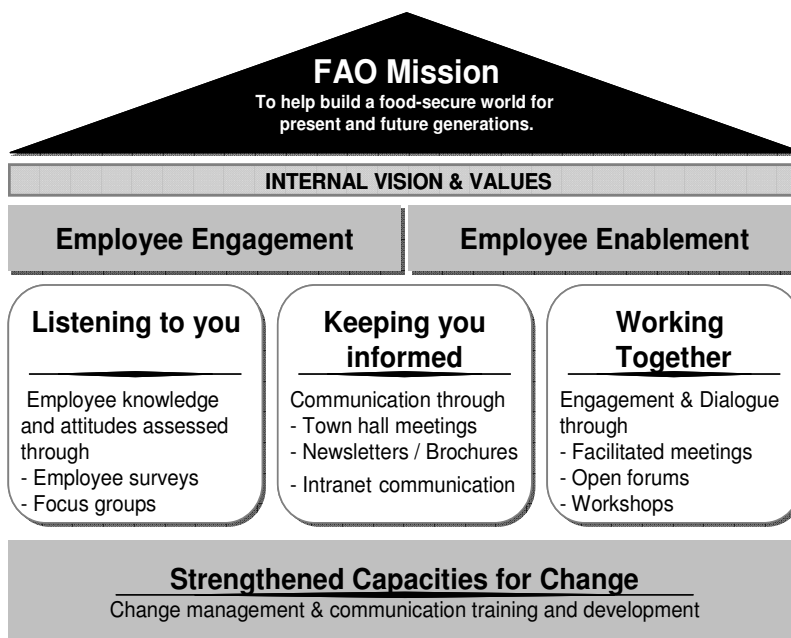 FAO Mission
To help build a food-secure world for
present and future generations.
INTERNAL VISION & VALUES
Employee Engagement
Employee Enablement
Listening to you
Employee knowledge
and attitudes assessed
through
- Employee surveys
- Focus groups
Keeping you
informed
Communication through
- Town hall meetings
- Newsletters / Brochures
- Intranet communication
Working
Together
Engagement & Dialogue
through
- Facilitated meetings
- Open forums
- Workshops
Strengthened Capacities for Change
Change management & communication training and development